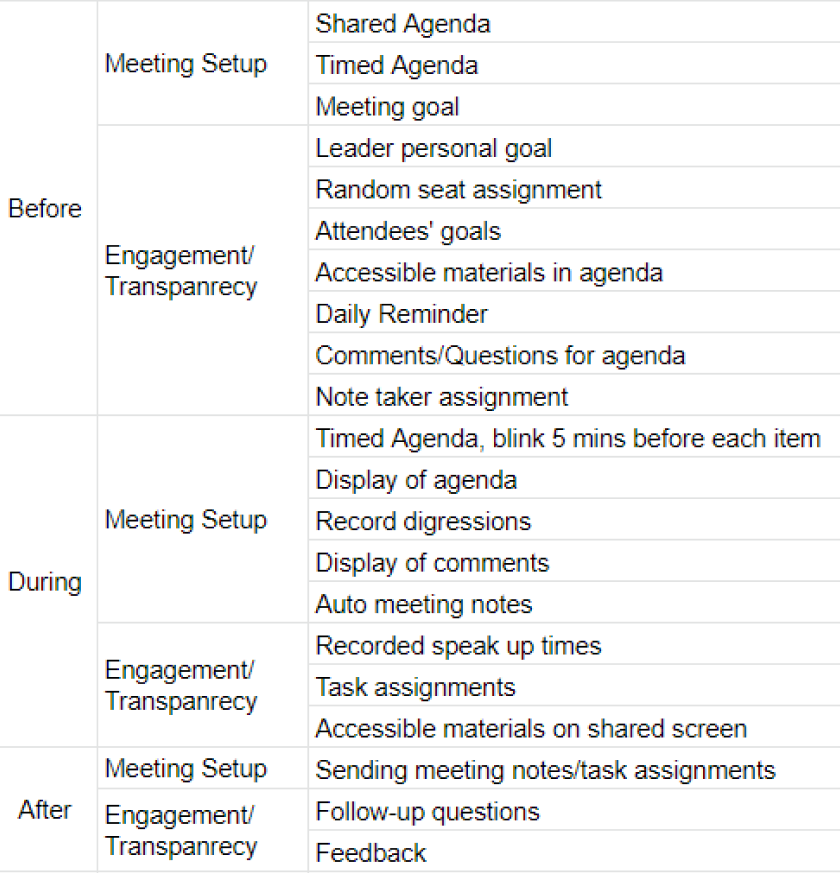 Before
Meeting Setup
Shared Agenda
Timed Agenda
Meeting goal
Engagement/
Transpanrecy
Leader personal goal
Random seat assignment
Attendees' goals
Accessible materials in agenda
Daily Reminder
Comments/Questions for agenda
Note taker assignment
During
Meeting Setup
Timed Agenda, blink 5 mins before each item
Display of agenda
Record digressions
Display of comments
Auto meeting notes
Engagement/
Transpanrecy
Recorded speak up times
Task assignments
Accessible materials on shared screen
After
Meeting Setup
Sending meeting notes/task assignments
Engagement/
Transpanrecy
Follow-up questions
Feedback